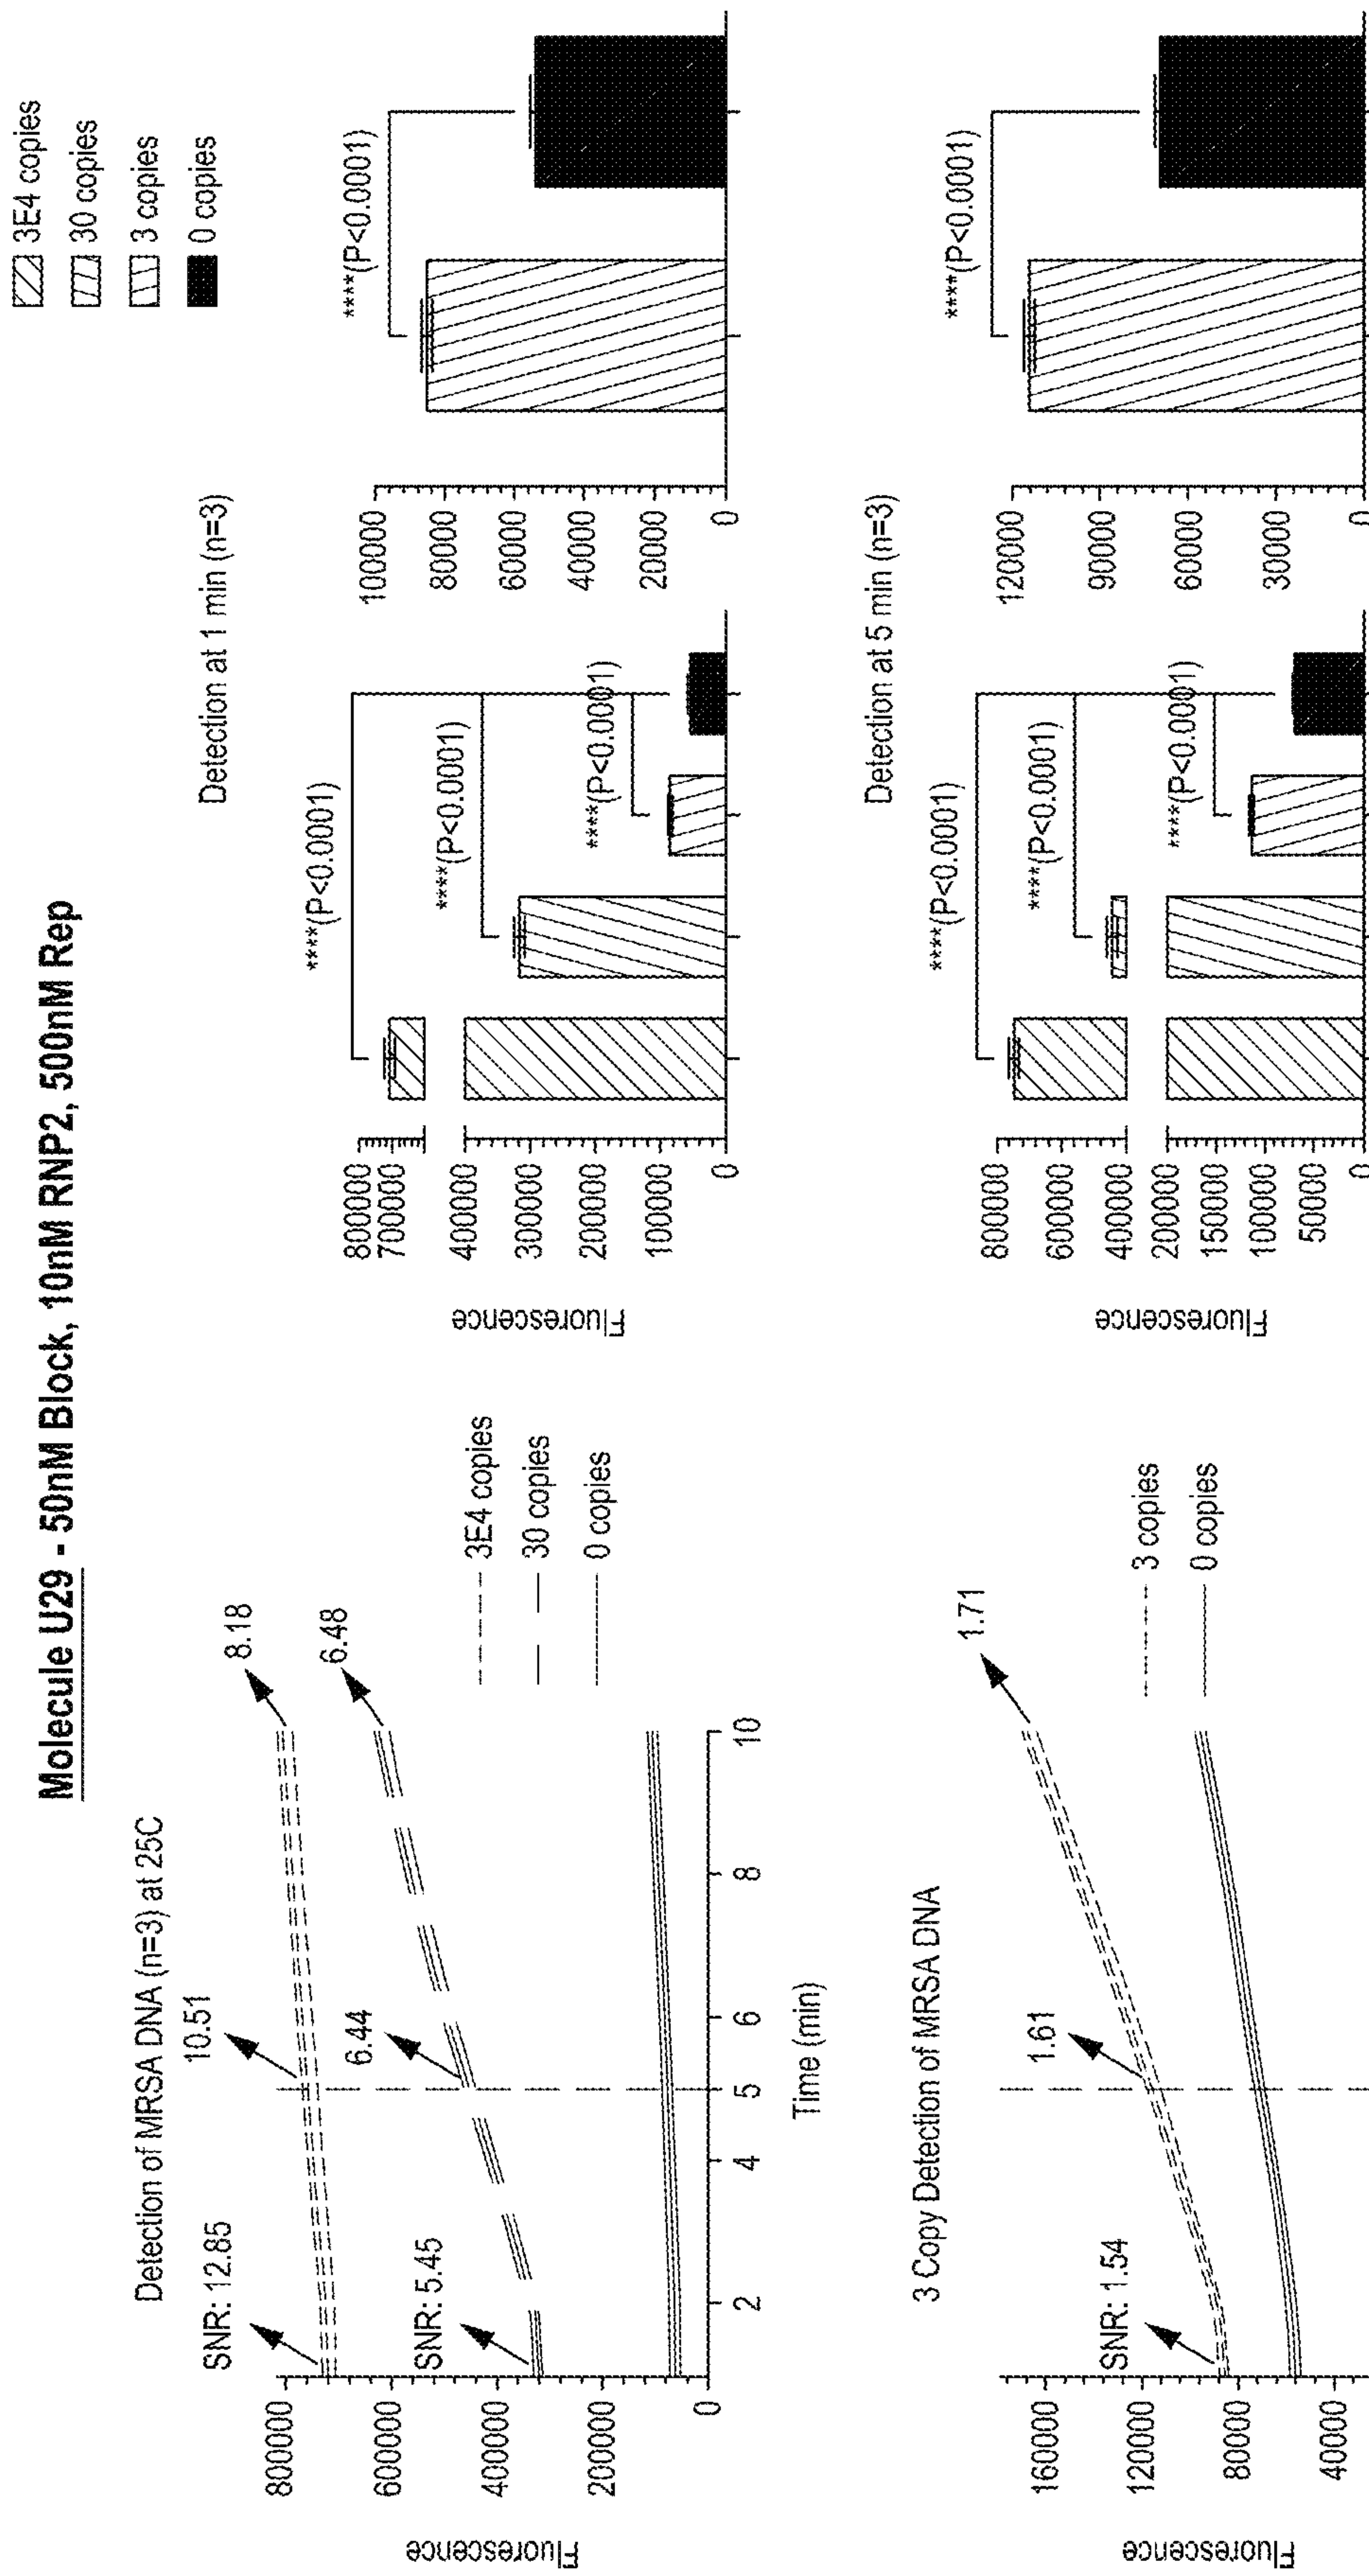 Molecule U29 - 50nM Block, 10nM RNP2, 500nM Rep
3E4 copies
30 copies
3 copies
0 copies
Detection of MRSA DNA (n=3) at 25C
SNR: 12.85
10.51
8.18
SNR: 5.45
6.44
6.48
800000
600000
400000
200000
0
Fluorescence
2
4
5
6
8
10
Time (min)
3E4 copies
30 copies
0 copies
Detection at 1 min (n=3)
****(P<0.0001)
****(P<0.0001)
****(P<0.0001)
800000
700000
400000
300000
200000
100000
0
Fluorescence
****(P<0.0001)
100000
80000
60000
40000
20000
0
3 Copy Detection of MRSA DNA
SNR: 1.54
1.61
1.71
160000
120000
80000
40000
Fluorescence
3 copies
0 copies
Detection at 5 min (n=3)
****(P<0.0001)
****(P<0.0001)
****(P<0.0001)
800000
600000
400000
200000
150000
100000
50000
0
Fluorescence
****(P<0.0001)
120000
90000
60000
30000
0